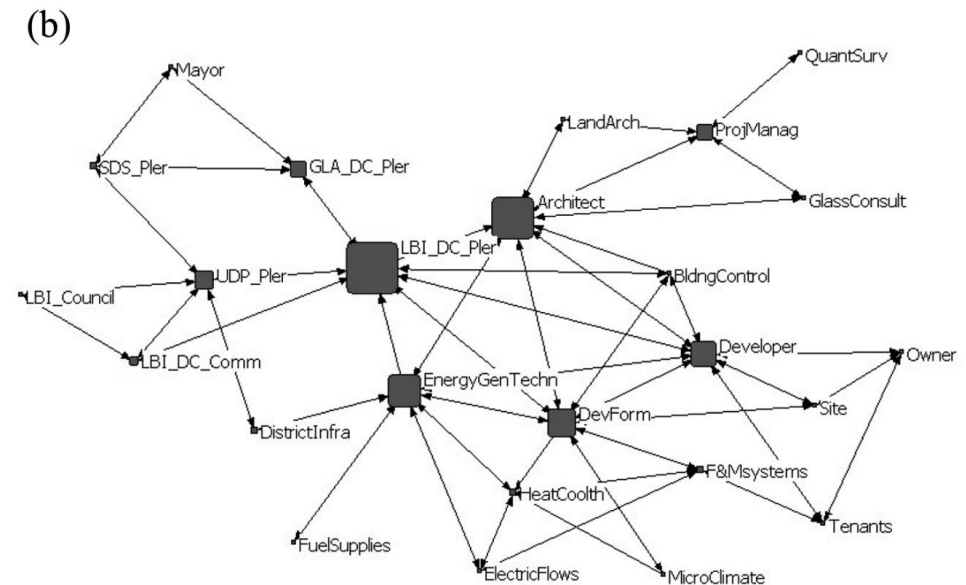 (b)
QuantSurv
Mayor
LandArch
ProjManag
SDS_Pler
GLA_DC_Pler
Architect
GlassConsult
LBI_DC_Pler
UDP_Pler
BldngControl
LBI_Council
Developer
Owner
LBI_DC_Comm
EnergyGenTechn
DevForm
Site
DistrictInfra
F&Msystems
HeatCoolth
Tenants
FuelSupplies
ElectricFlows
MicroClimate